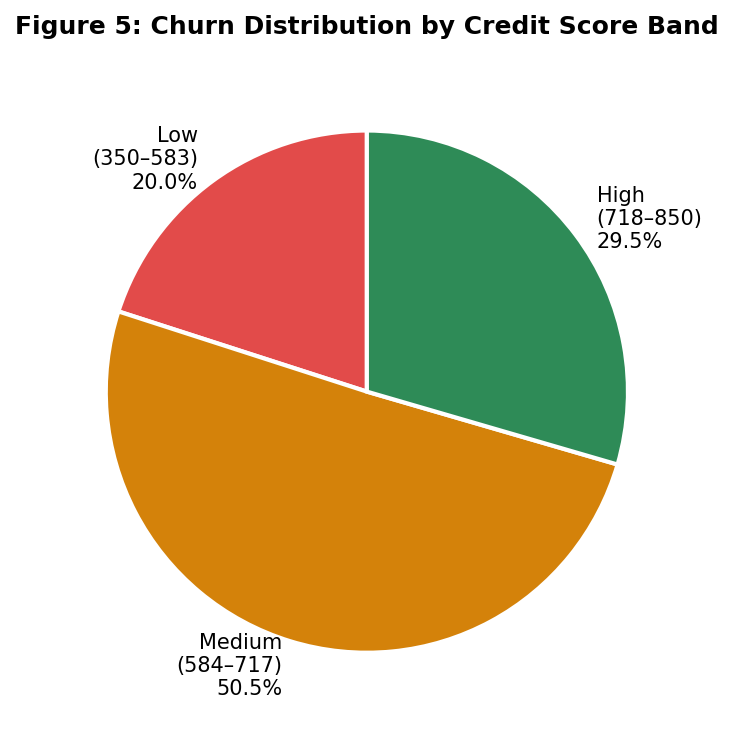 Figure 5: Churn Distribution by Credit Score Band
Low
(350–583)
20.0%
High
(718–850)
29.5%
Medium
(584–717)
50.5%